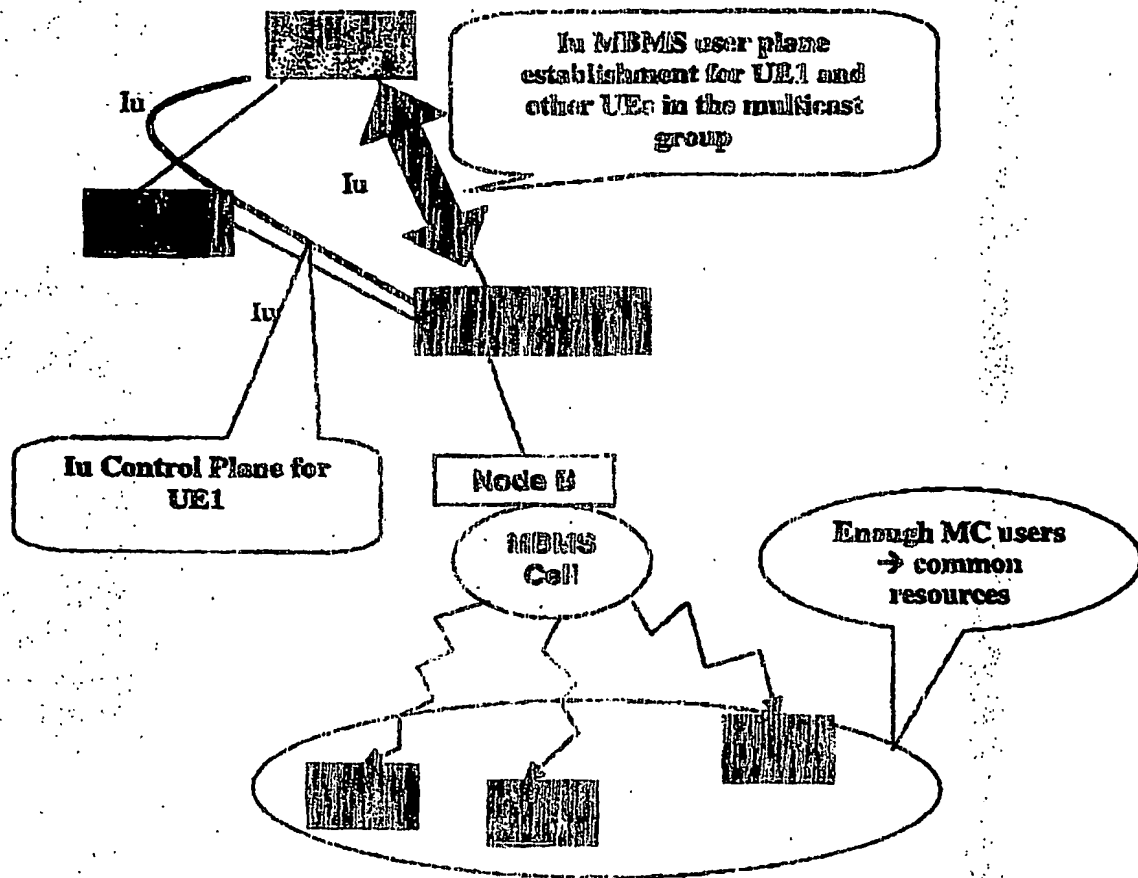 Iu MBMS user plane
establishment for UE1 and
other UEs in the multicast
group
Iu
Iu
Iu
Iu Control Plane for
UE1
Node B
MBMS
Cell
Enough MC users
→ common
resources